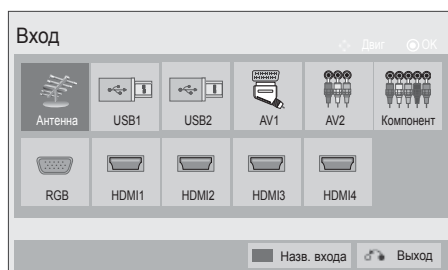 Вход
Двиг. OK
Антенна USB1 USB2 AV1 AV2 Компонент
RGB HDMI1 HDMI2 HDMI3 HDMI4
Назв. входа Выход